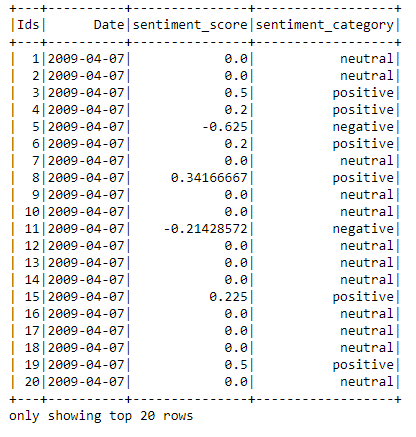 +---+----------+---------------+------------------+
|Ids|      Date|sentiment_score|sentiment_category|
+---+----------+---------------+------------------+
|  1|2009-04-07|            0.0|           neutral|
|  2|2009-04-07|            0.0|           neutral|
|  3|2009-04-07|            0.5|          positive|
|  4|2009-04-07|            0.2|          positive|
|  5|2009-04-07|         -0.625|          negative|
|  6|2009-04-07|            0.2|          positive|
|  7|2009-04-07|            0.0|           neutral|
|  8|2009-04-07|     0.34166667|          positive|
|  9|2009-04-07|            0.0|           neutral|
| 10|2009-04-07|            0.0|           neutral|
| 11|2009-04-07|    -0.21428572|          negative|
| 12|2009-04-07|            0.0|           neutral|
| 13|2009-04-07|            0.0|           neutral|
| 14|2009-04-07|            0.0|           neutral|
| 15|2009-04-07|          0.225|          positive|
| 16|2009-04-07|            0.0|           neutral|
| 17|2009-04-07|            0.0|           neutral|
| 18|2009-04-07|            0.0|           neutral|
| 19|2009-04-07|            0.5|          positive|
| 20|2009-04-07|            0.0|           neutral|
+---+----------+---------------+------------------+
only showing top 20 rows